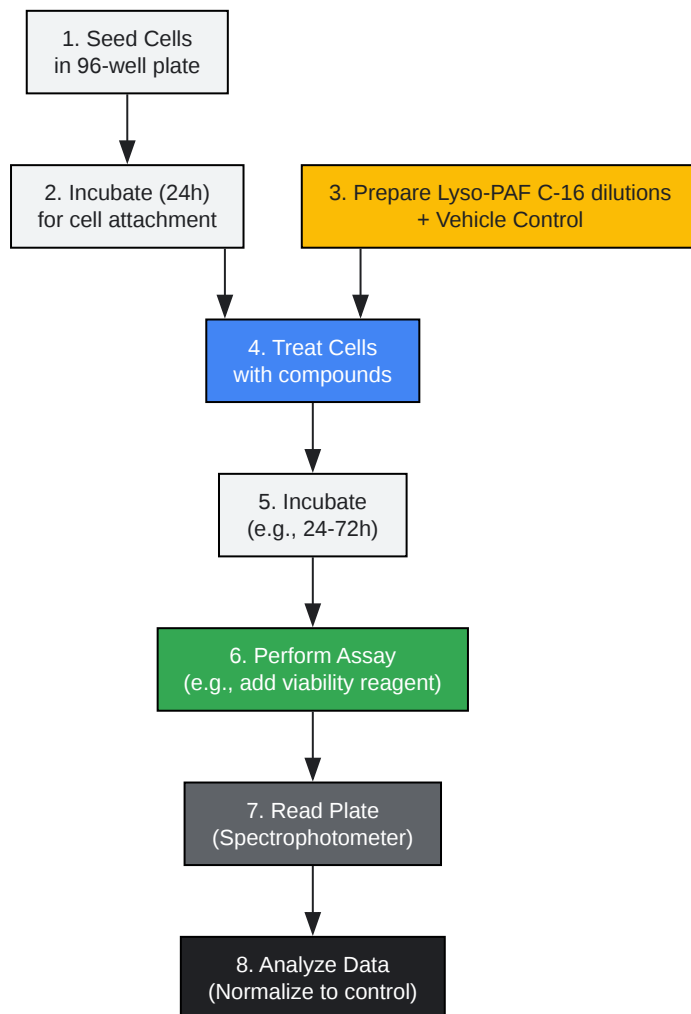 1. Seed Cells
in 96-well plate
2. Incubate (24h)
for cell attachment
3. Prepare Lyso-PAF C-16 dilutions
+ Vehicle Control
4. Treat Cells
with compounds
5. Incubate
(e.g., 24-72h)
6. Perform Assay
(e.g., add viability reagent)
7. Read Plate
(Spectrophotometer)
8. Analyze Data
(Normalize to control)